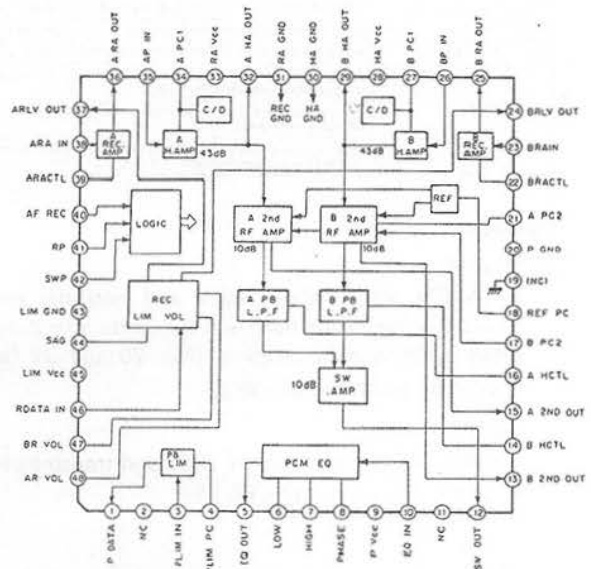 A RA OUT
AP IN
A PC1
RA Vcc
A HA OUT
RA GND
HA GND
B HA OUT
HA Vcc
B PC1
BP IN
B RA OUT
36
35
34
33
32
31
30
29
28
27
26
25
ARLV OUT 37
ARA IN 38
ARACTL 39
AF REC 40
RP 41
SWP 42
LIM GND 43
SAG 44
LIM Vcc 45
RDATA IN 46
BR VOL 47
AR VOL 48
C/D
REC GND
HA GND
C/D
A REC. AMP
A H.AMP
43dB
43dB
B H.AMP
REC. AMP
LOGIC
A 2nd RF AMP
10dB
B 2nd RF AMP
10dB
REF
REC LIM VOL
A PB L.P.F
B PB L.P.F
10dB
SW .AMP
PB LIM
PCM EQ
24 BRLV OUT
23 BRAIN
22 BRACTL
21 A PC2
20 P GND
19 (NC)
18 REF PC
17 B PC2
16 A HCTL
15 A 2ND OUT
14 B HCTL
13 B 2ND OUT
1
2
3
4
5
6
7
8
9
10
11
12
P DATA
NC
PLIM IN
LIM PC
EQ OUT
LOW
HIGH
PHASE
P Vcc
EQ IN
NC
SW OUT